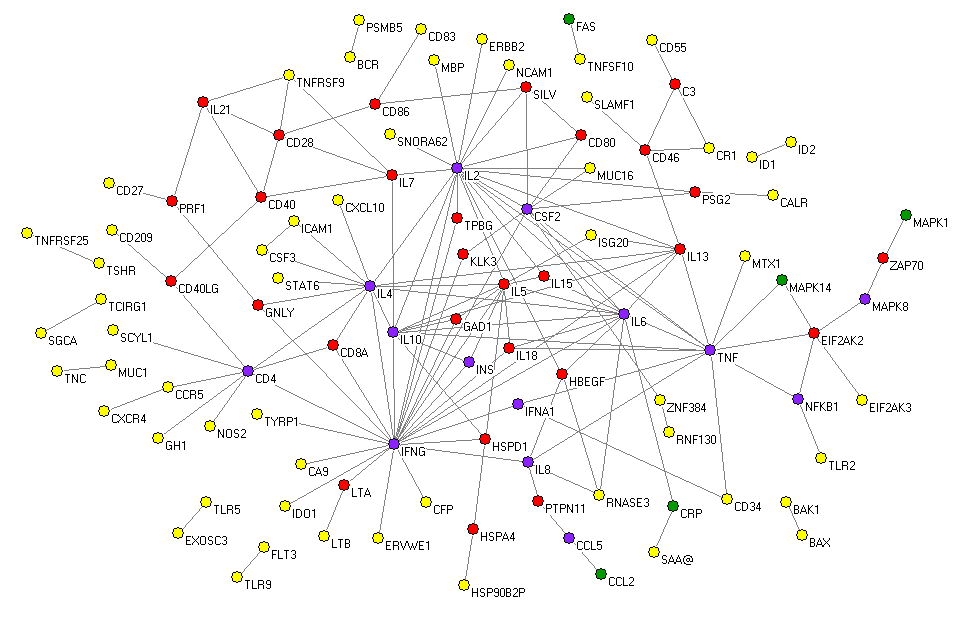 PSMB5
CD83
FAS
ERBB2
CD55
BCR
MBP
TNFSF10
NCAM1
TNFRSF9
C3
SILV
SLAMF1
IL21
CD86
CD28
SNORA62
CD80
CD46
CR1
ID1
ID2
IL7
IL2
MUC16
CD27
PRF1
CD40
CXCL10
CSF2
PSG2
CALR
TPBG
MAPK1
TNFRSF25
CD209
ICAM1
ISG20
CSF3
KLK3
IL13
MTX1
ZAP70
TSHR
CD40LG
STAT6
IL4
IL5
IL15
MAPK14
TCIRG1
GNLY
MAPK8
IL6
GAD1
SGCA
SCYL1
IL10
EIF2AK2
CD8A
IL18
TNF
TNC
MUC1
CD4
INS
HBEGF
CCR5
IFNA1
ZNF384
NFKB1
EIF2AK3
CXCR4
TYRP1
NOS2
RNF130
GH1
IFNG
HSPD1
IL8
TLR2
CA9
LTA
RNASE3
CD34
TLR5
IDO1
CFP
PTPN11
CRP
BAK1
EXOSC3
LTB
ERVWE1
HSPA4
CCL5
BAX
FLT3
SAA@
TLR9
HSP90B2P
CCL2